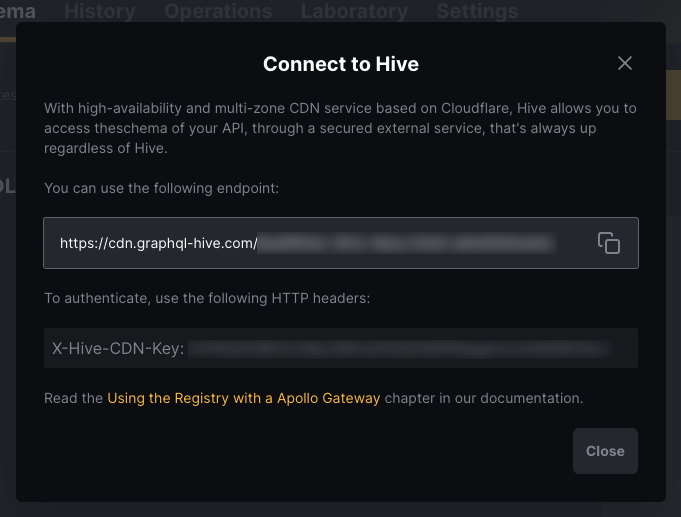 ema History Operations Laboratory Settings
Connect to Hive
With high-availability and multi-zone CDN service based on Cloudflare, Hive allows you to
access theschema of your API, through a secured external service, that's always up
regardless of Hive.
You can use the following endpoint:
https://cdn.graphql-hive.com/
To authenticate, use the following HTTP headers:
X-Hive-CDN-Key:
Read the Using the Registry with a Apollo Gateway chapter in our documentation.
Close